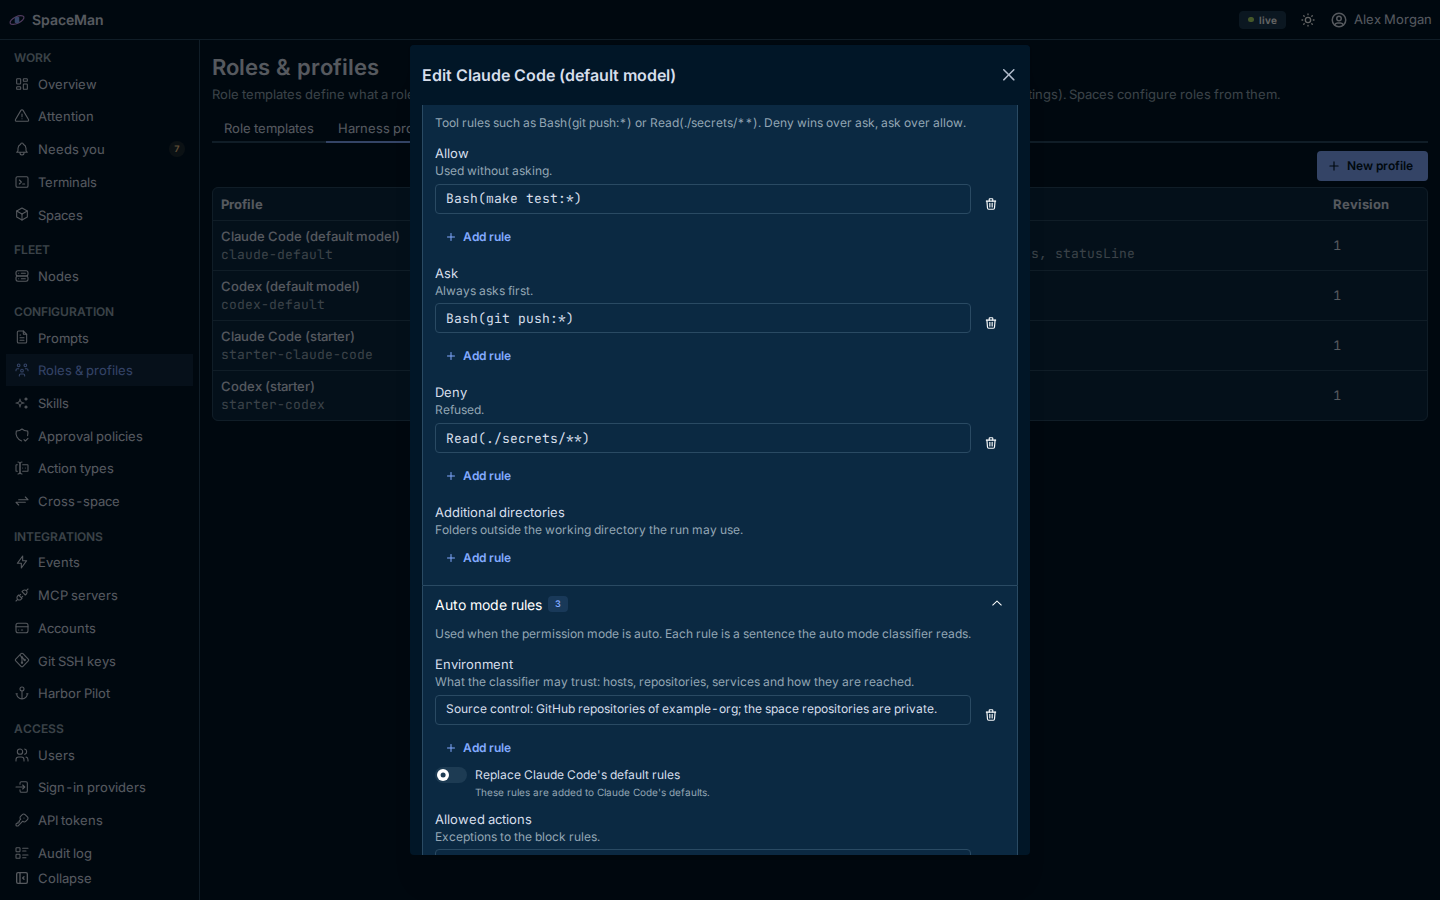 SpaceMan
live
Alex Morgan
WORK
Overview
Attention
Needs you
7
Terminals
Spaces
FLEET
Nodes
CONFIGURATION
Prompts
Roles & profiles
Skills
Approval policies
Action types
Cross-space
INTEGRATIONS
Events
MCP servers
Accounts
Git SSH keys
Harbor Pilot
ACCESS
Users
Sign-in providers
API tokens
Audit log
Collapse
Roles & profiles
Role templates define what a role
tings). Spaces configure roles from them.
Role templates
Harness pro
New profile
Profile
Revision
Claude Code (default model)
claude-default
s, statusLine
1
Codex (default model)
codex-default
1
Claude Code (starter)
starter-claude-code
1
Codex (starter)
starter-codex
1
Edit Claude Code (default model)
Tool rules such as Bash(git push:*) or Read(./secrets/**). Deny wins over ask, ask over allow.
Allow
Used without asking.
Bash(make test:*)
Add rule
Ask
Always asks first.
Bash(git push:*)
Add rule
Deny
Refused.
Read(./secrets/**)
Add rule
Additional directories
Folders outside the working directory the run may use.
Add rule
Auto mode rules
3
Used when the permission mode is auto. Each rule is a sentence the auto mode classifier reads.
Environment
What the classifier may trust: hosts, repositories, services and how they are reached.
Source control: GitHub repositories of example-org; the space repositories are private.
Add rule
Replace Claude Code's default rules
These rules are added to Claude Code's defaults.
Allowed actions
Exceptions to the block rules.